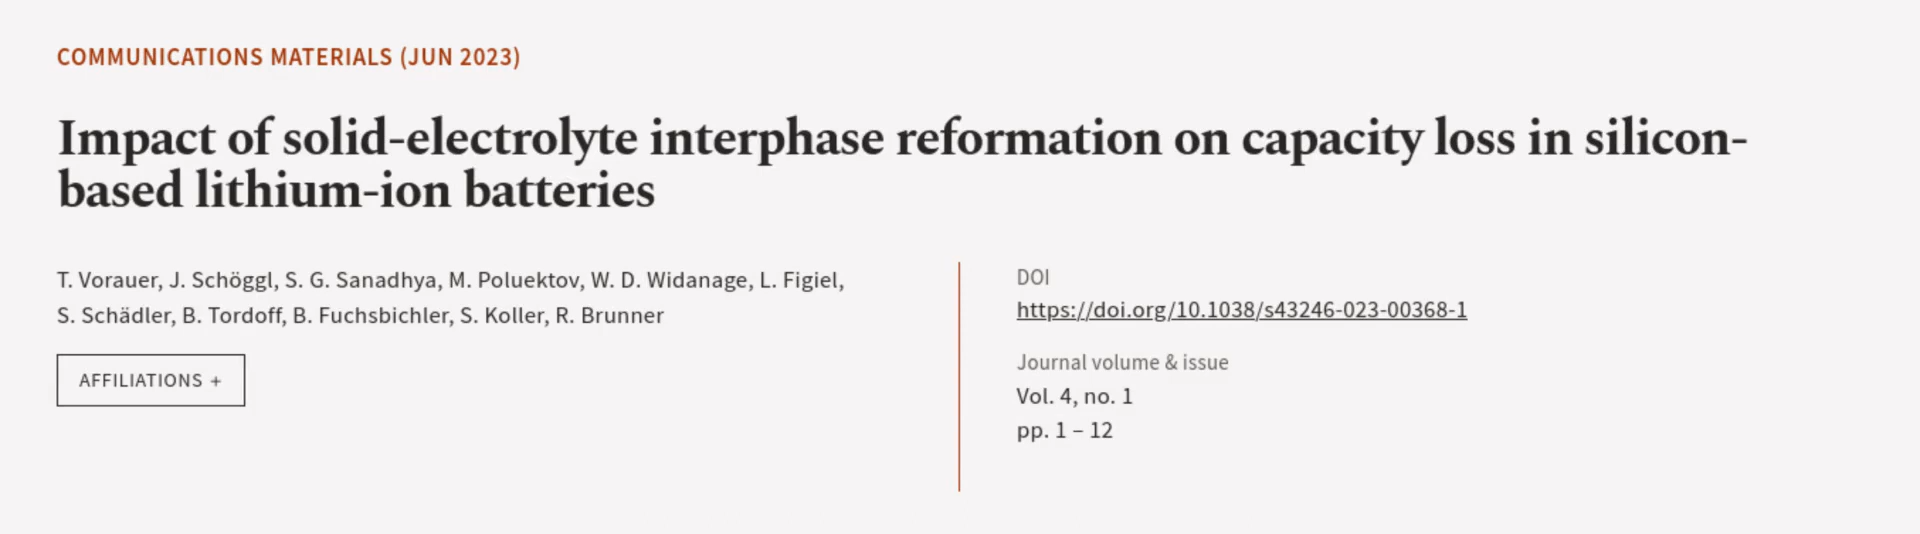 COMMUNICATIONS MATERIALS (JUN 2023)
Impact of solid-electrolyte interphase reformation on capacity loss in silicon-
based lithium-ion batteries
T. Vorauer, J. Schöggl, S. G. Sanadhya, M. Poluektov, W. D. Widanage, L. Figiel,
S. Schädler, B. Tordoff, B. Fuchsbichler, S. Koller, R. Brunner
AFFILIATIONS +
DOI
https://doi.org/10.1038/s43246-023-00368-1
Journal volume & issue
Vol. 4, no. 1
pp. 1 – 12